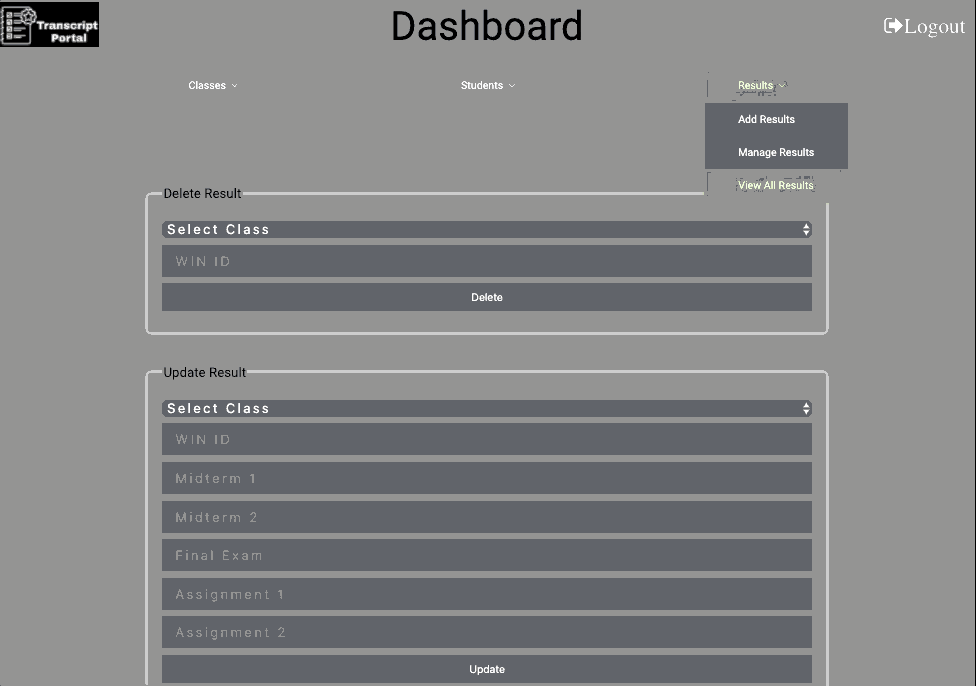 Transcript
Portal
Dashboard
Logout
Classes
Students
Results
Add Results
Manage Results
View All Results
Delete Result
Select Class
WIN ID
Delete
Update Result
Select Class
WIN ID
Midterm 1
Midterm 2
Final Exam
Assignment 1
Assignment 2
Update